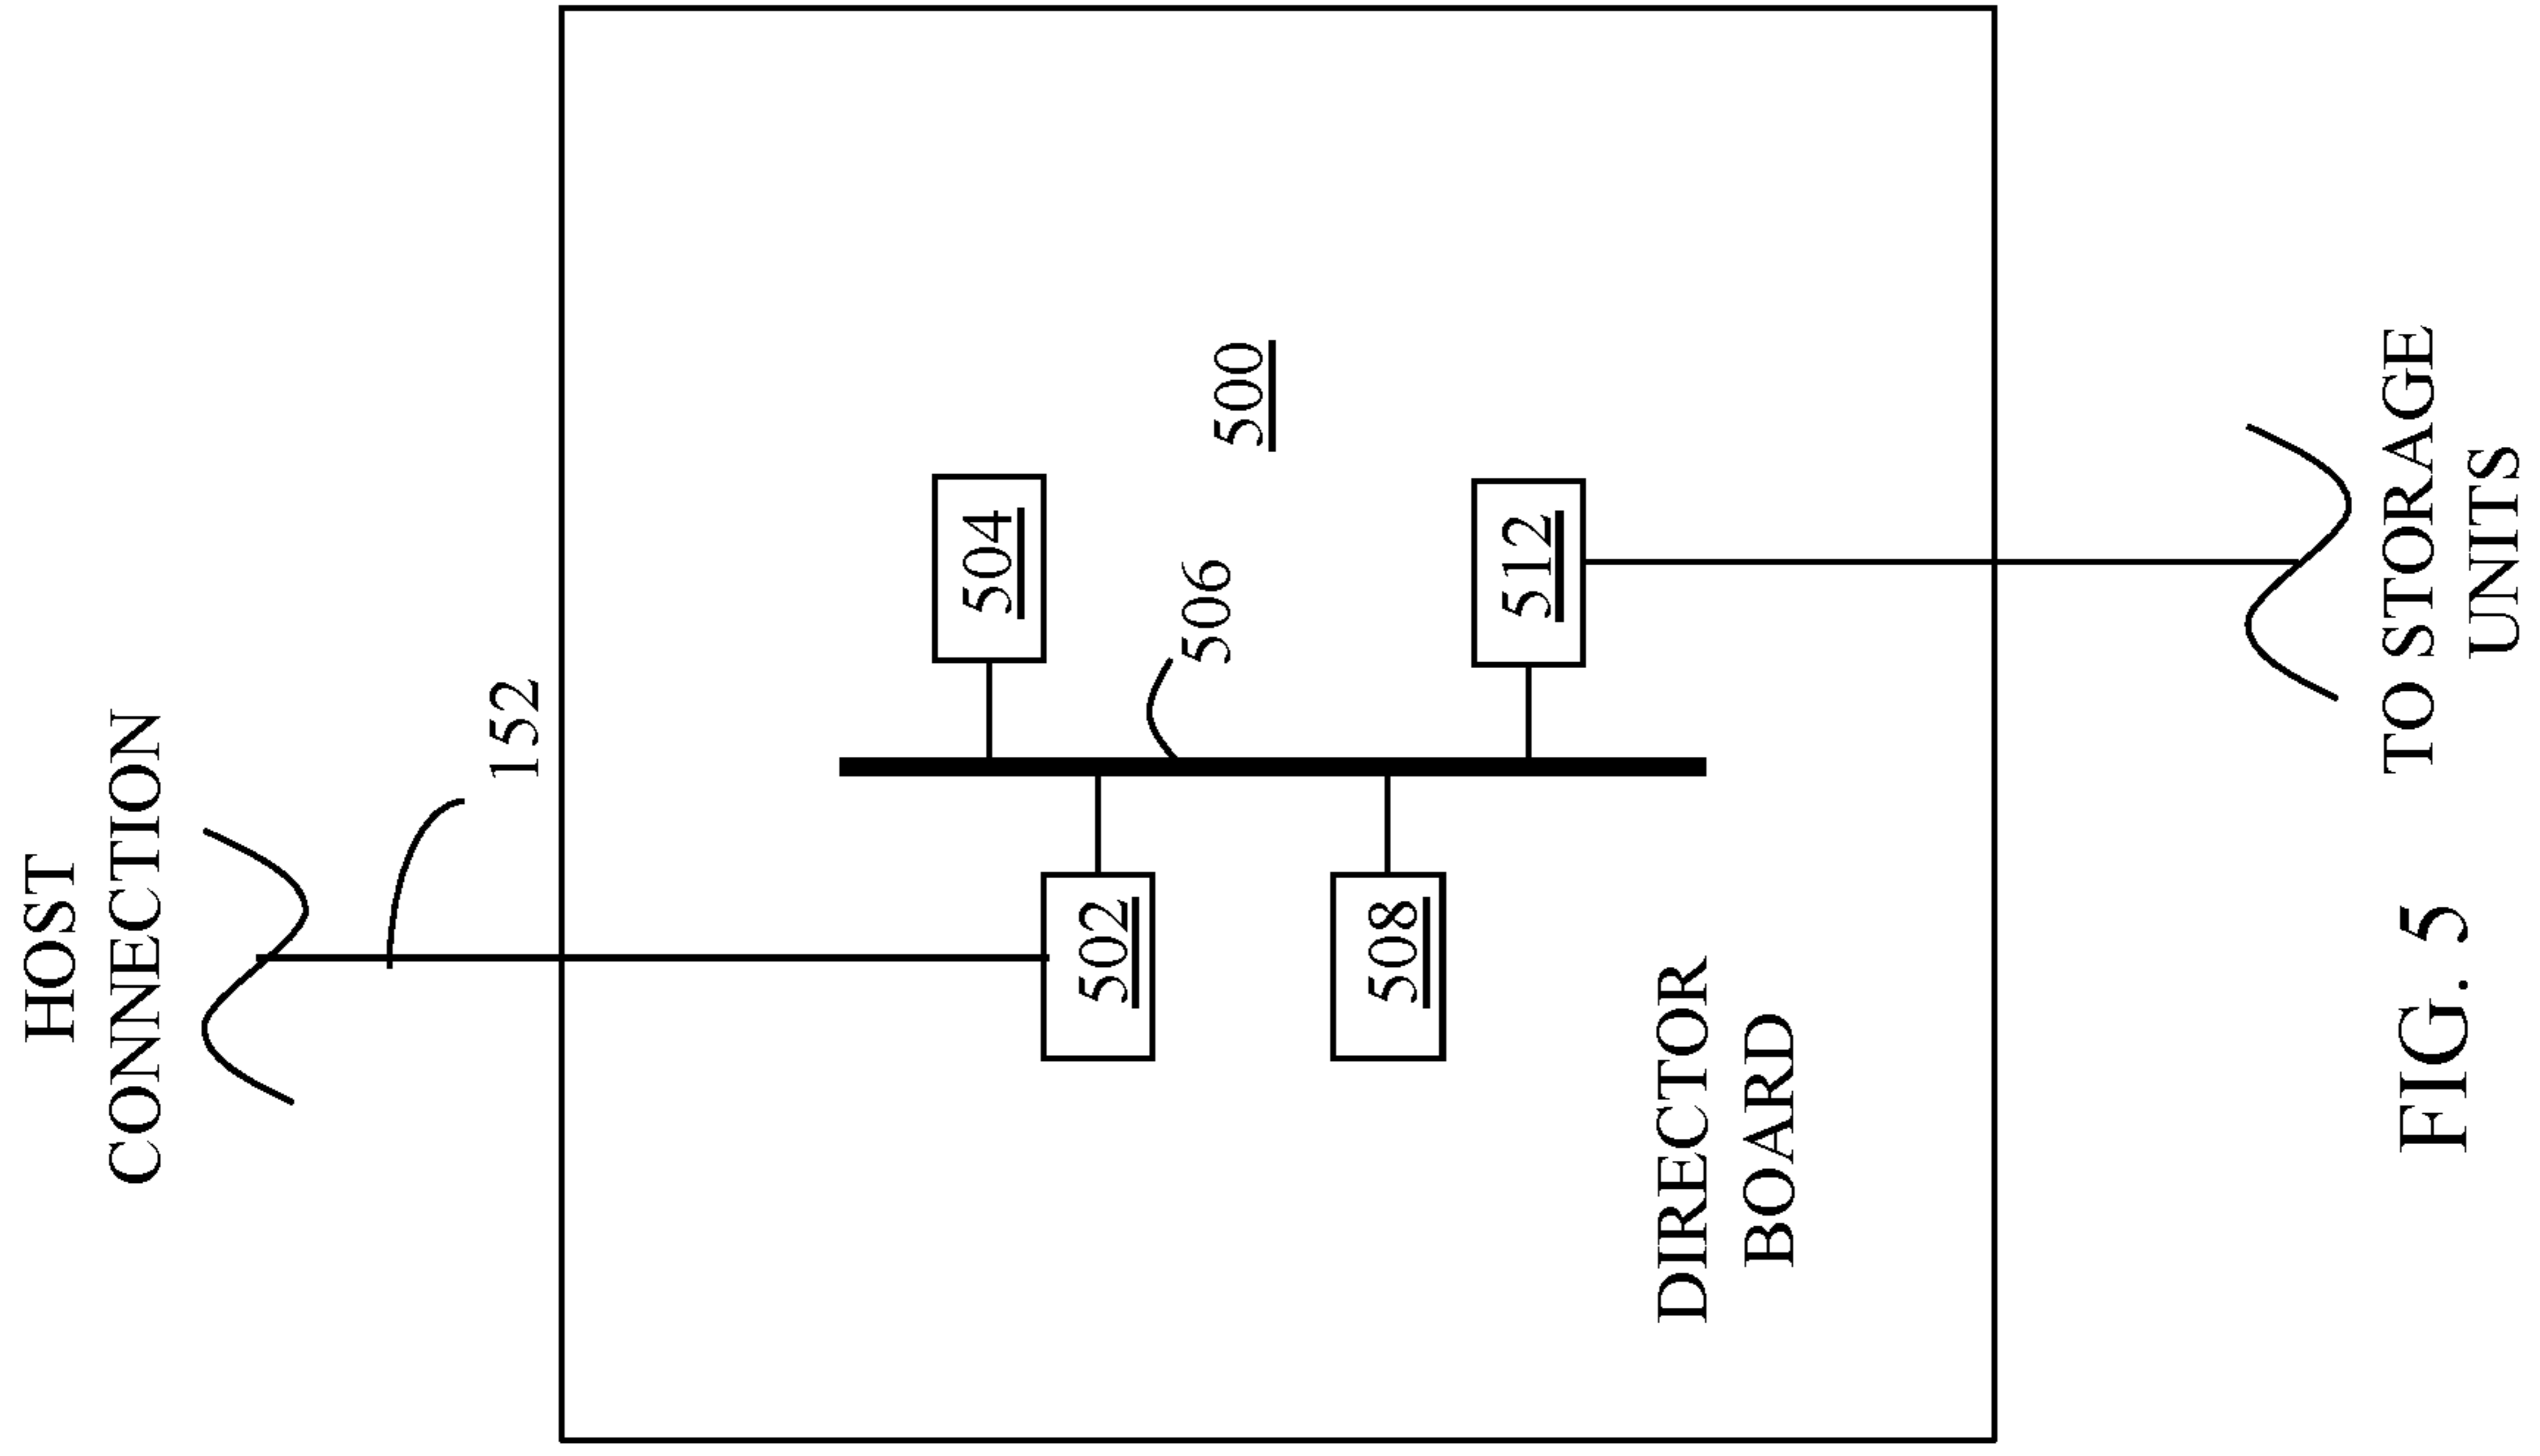 HOST
CONNECTION
152
504
506
500
502
508
512
DIRECTOR
BOARD
TO STORAGE
UNITS
FIG. 5